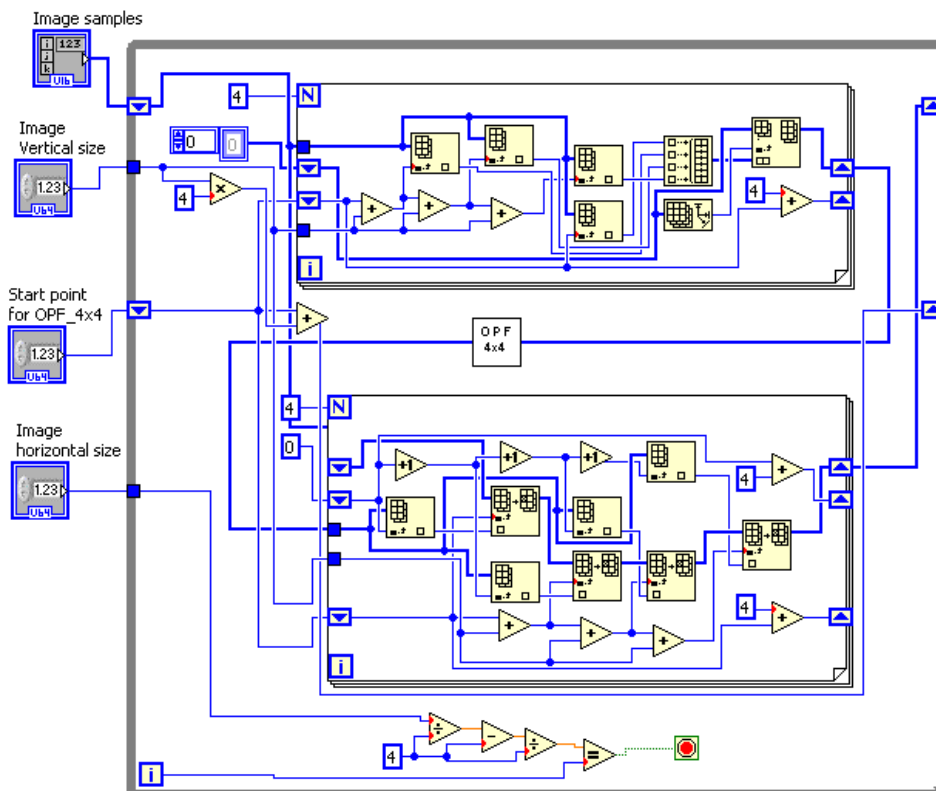 Image samples
i 123
j
k
U16
Image
Vertical size
1.23
U64
4
N
0
0
4
×
+
+
+
4
+
i
Start point
for OPF_4x4
1.23
U64
+
OPF
4x4
Image
horizontal size
1.23
U64
4
N
0
+1
+1
+1
4
+
4
+
+
+
+
i
÷
-
÷
=
4
i